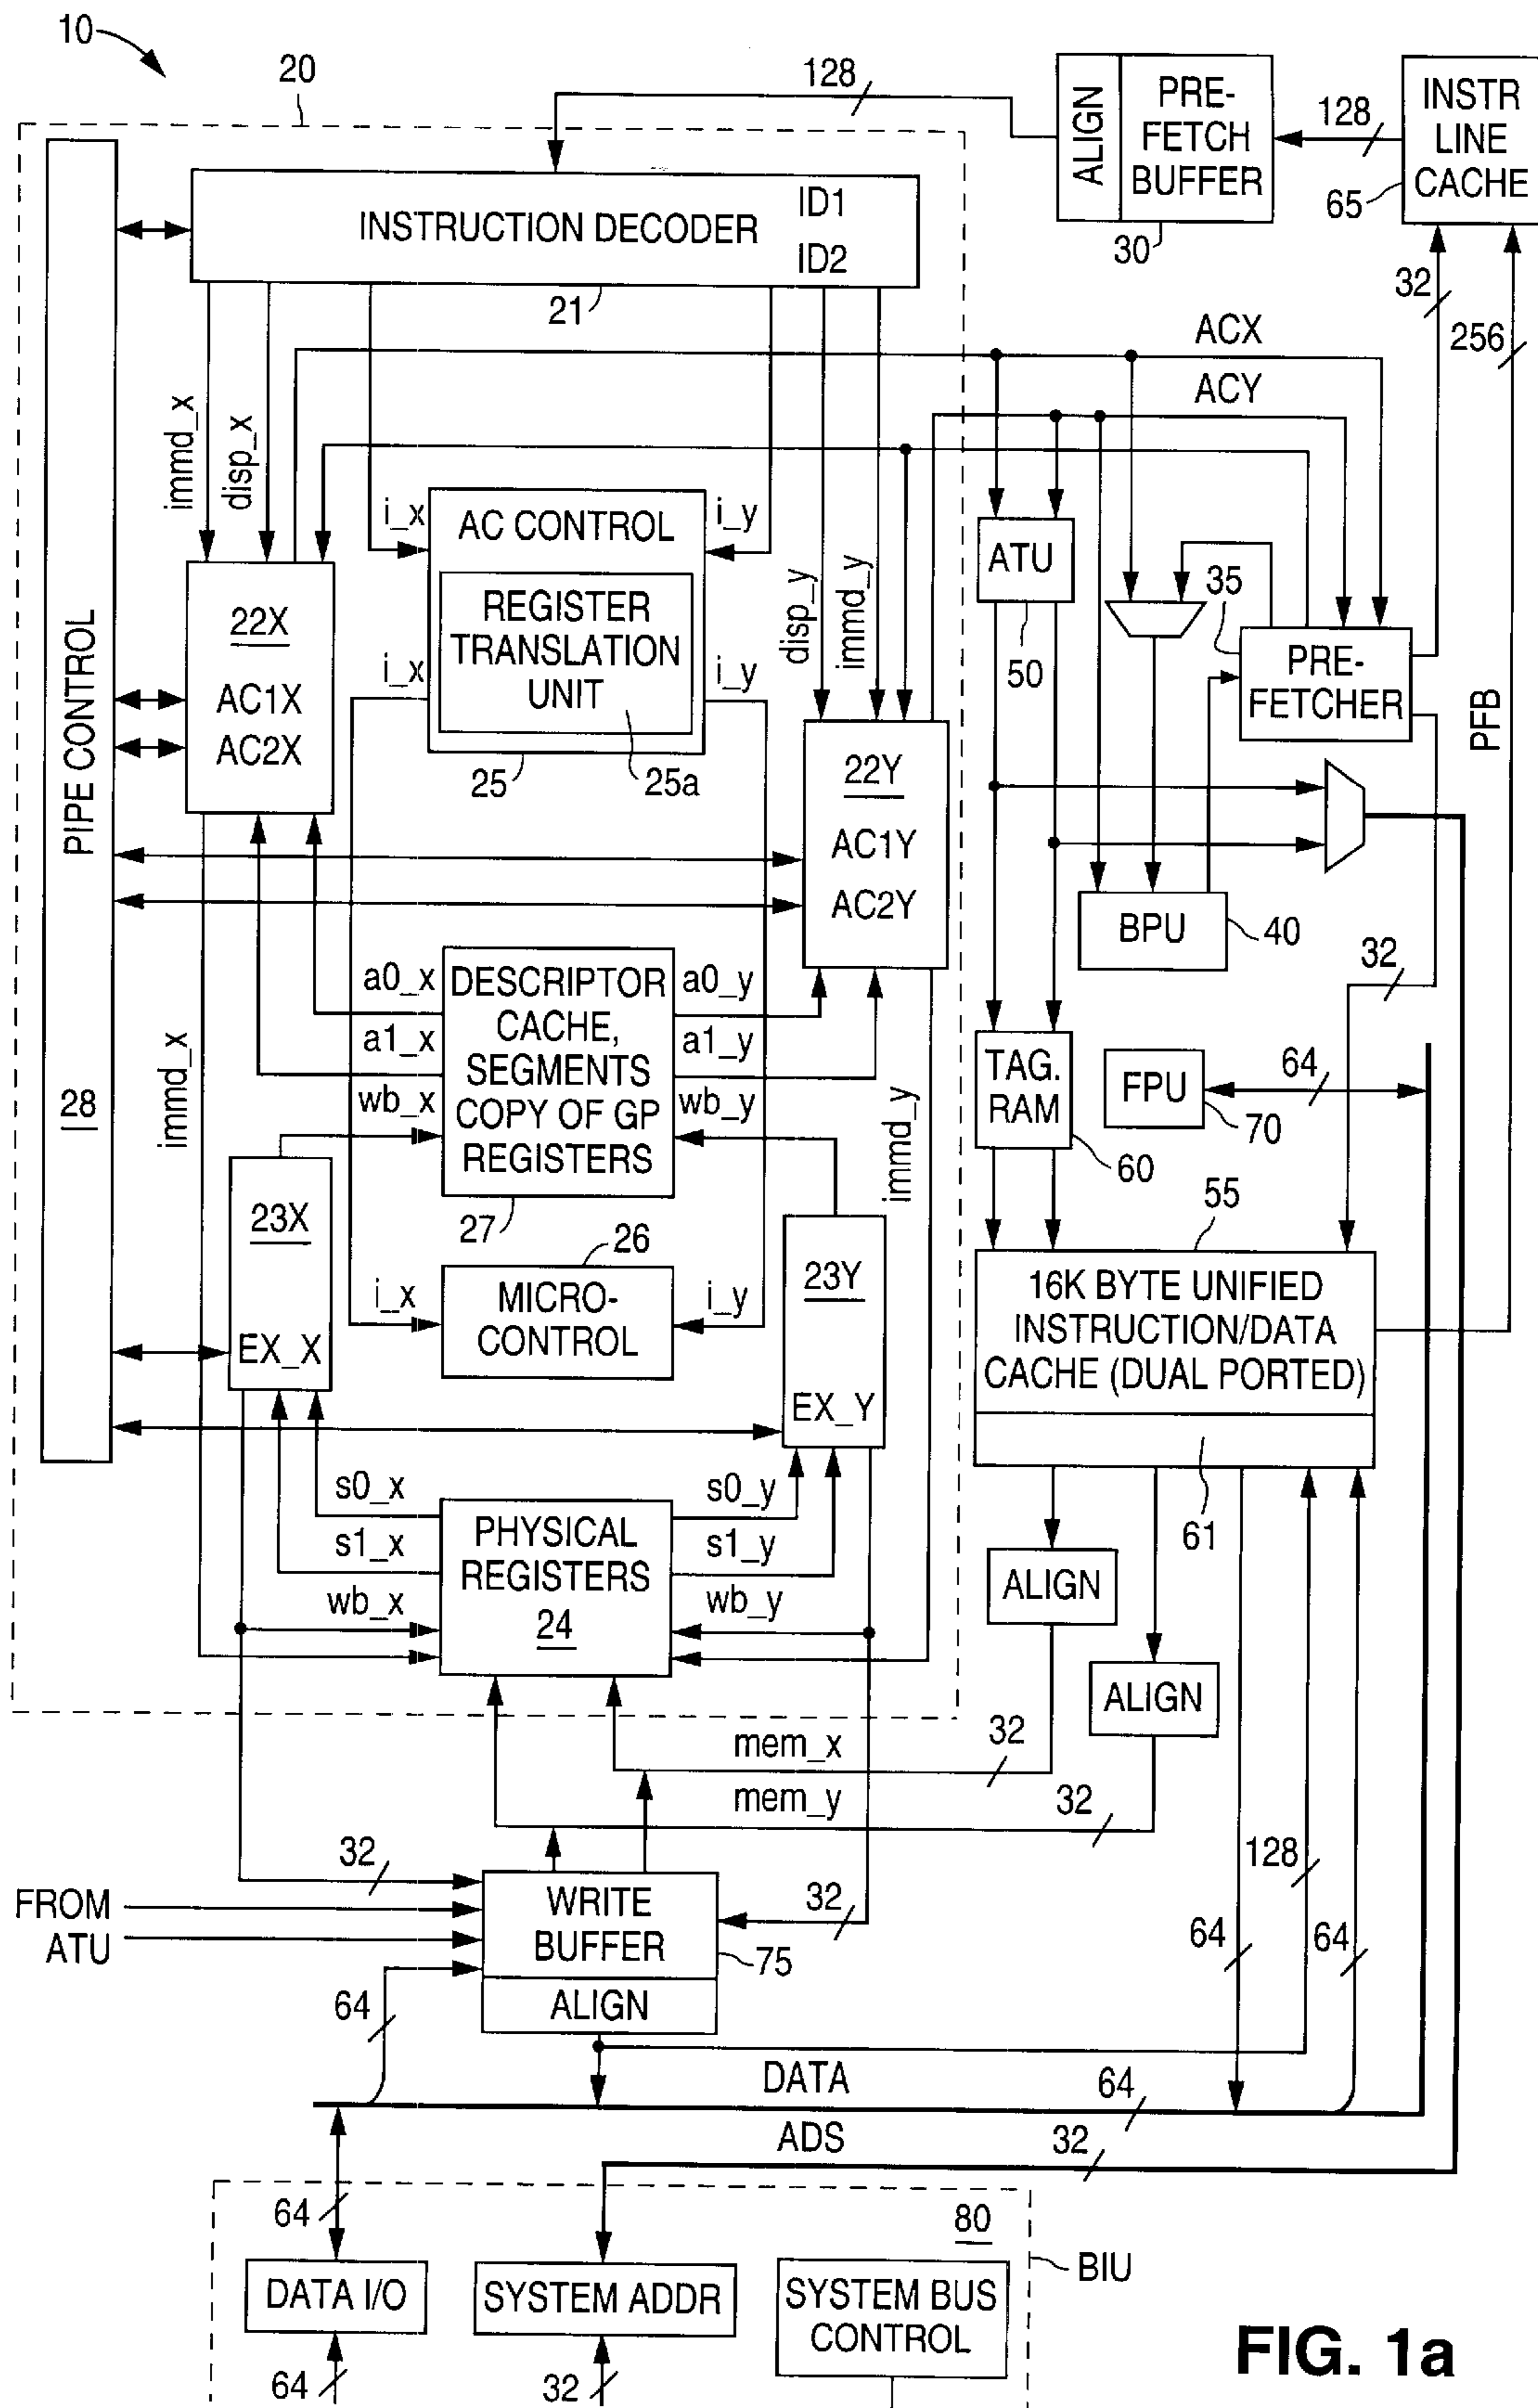 10
20
128
ALIGN
PRE-
FETCH
BUFFER
30
128
INSTR
LINE
CACHE
65
32
256
PFB
INSTRUCTION DECODER
ID1
ID2
21
ACX
ACY
immd_x
disp_x
i_x
AC CONTROL
i_y
REGISTER
TRANSLATION
UNIT
i_x
i_y
25
25a
disp_y
immd_y
ATU
50
35
PRE-
FETCHER
PIPE CONTROL
28
22X
AC1X
AC2X
22Y
AC1Y
AC2Y
BPU
40
32
a0_x
a1_x
wb_x
DESCRIPTOR
CACHE,
SEGMENTS
COPY OF GP
REGISTERS
27
a0_y
a1_y
wb_y
immd_x
immd_y
TAG.
RAM
60
FPU
70
64
23X
EX_X
26
i_x
MICRO-
CONTROL
i_y
23Y
EX_Y
55
16K BYTE UNIFIED
INSTRUCTION/DATA
CACHE (DUAL PORTED)
61
s0_x
s1_x
wb_x
PHYSICAL
REGISTERS
24
s0_y
s1_y
wb_y
ALIGN
ALIGN
mem_x
32
mem_y
32
32
FROM
ATU
WRITE
BUFFER
75
ALIGN
32
64
128
64
64
DATA
64
ADS
32
64
80
BIU
DATA I/O
SYSTEM ADDR
SYSTEM BUS
CONTROL
64
32
FIG. 1a